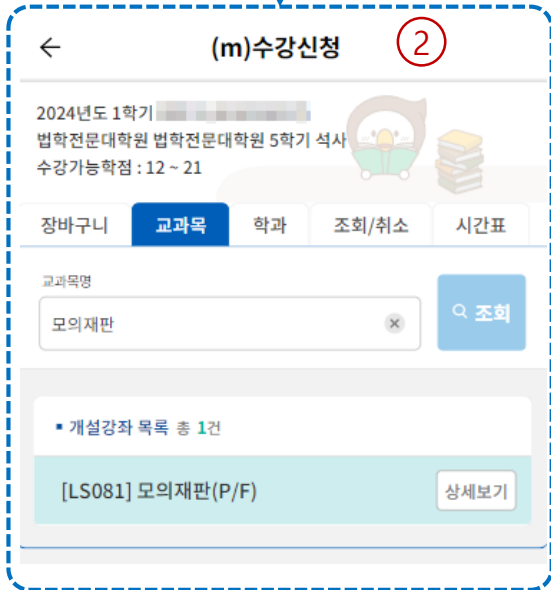 (m)수강신청
2
2024년도 1학기
법학전문대학원 법학전문대학원 5학기 석사
수강가능학점 : 12 ~ 21
장바구니 교과목 학과 조회/취소 시간표
교과목명
모의재판
조회
▪ 개설강좌 목록 총 1건
[LS081] 모의재판(P/F)
상세보기